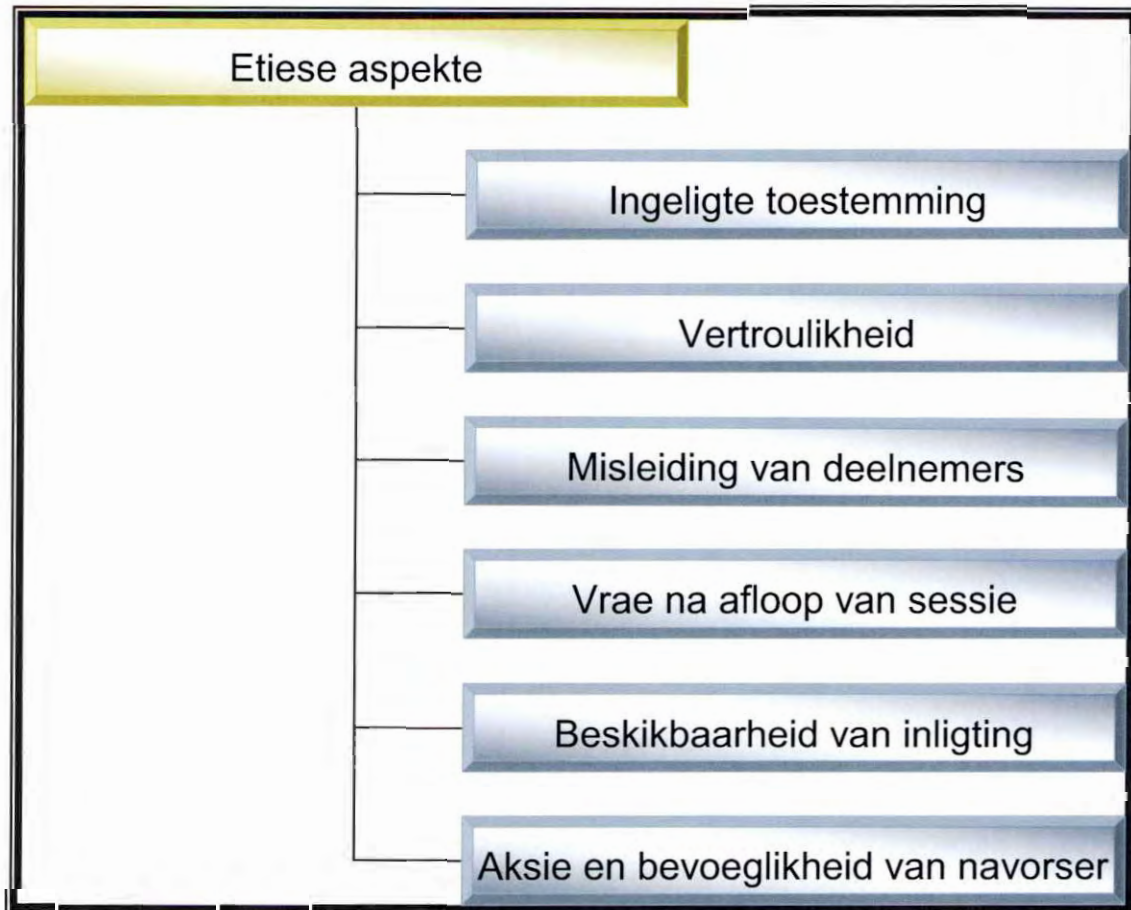 Etiese aspekte
Ingeligte toestemming
Vertroulikheid
Misleiding van deelnemers
Vrae na afloop van sessie
Beskikbaarheid van inligting
Aksie en bevoeglikheid van navorser